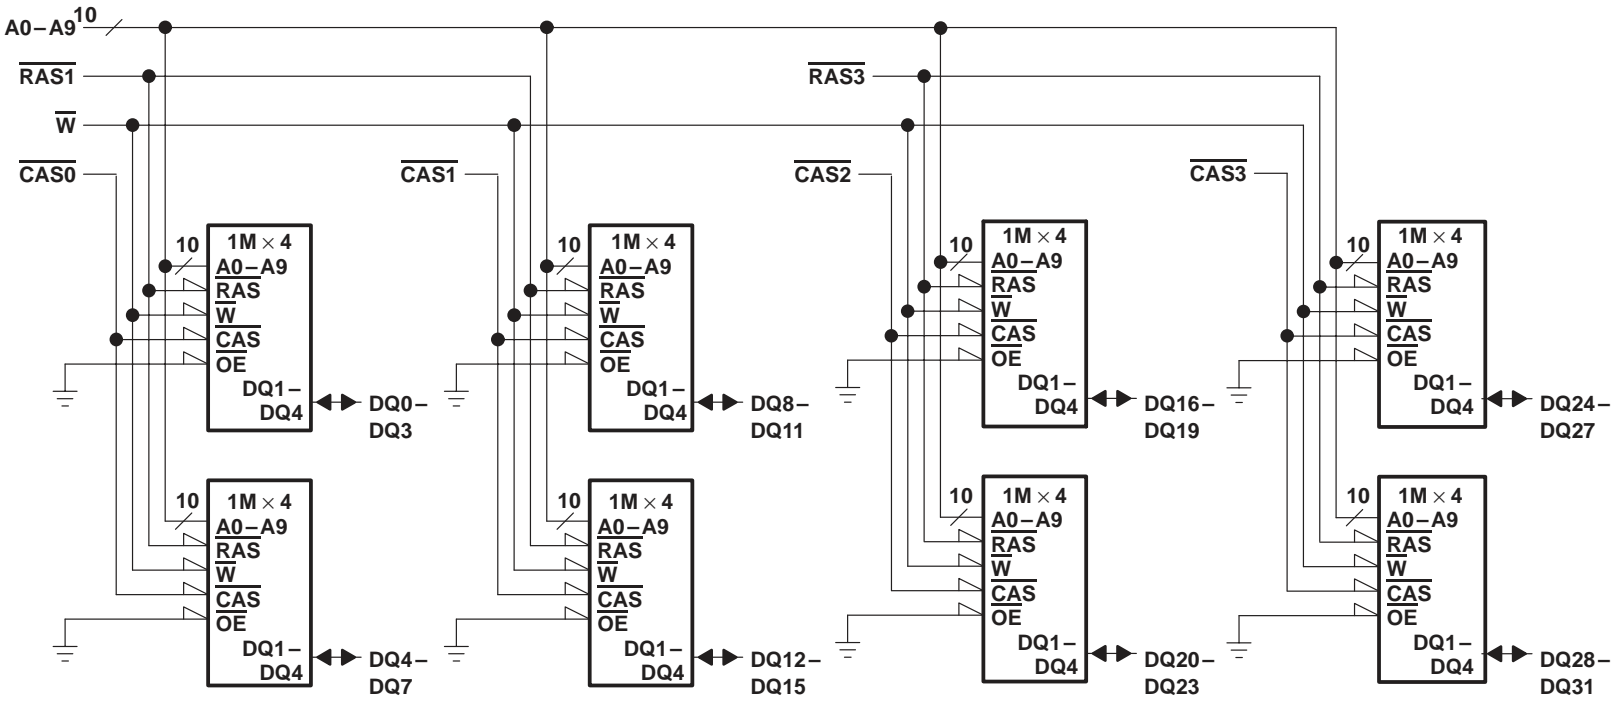 A0–A9 10
RAS1
RAS3
W
CAS0
CAS1
CAS2
CAS3
10
1M × 4
A0–A9
RAS
W
CAS
OE
DQ1–
DQ4
DQ0–
DQ3
10
1M × 4
A0–A9
RAS
W
CAS
OE
DQ1–
DQ4
DQ8–
DQ11
10
1M × 4
A0–A9
RAS
W
CAS
OE
DQ1–
DQ4
DQ16–
DQ19
10
1M × 4
A0–A9
RAS
W
CAS
OE
DQ1–
DQ4
DQ24–
DQ27
10
1M × 4
A0–A9
RAS
W
CAS
OE
DQ1–
DQ4
DQ4–
DQ7
10
1M × 4
A0–A9
RAS
W
CAS
OE
DQ1–
DQ4
DQ12–
DQ15
10
1M × 4
A0–A9
RAS
W
CAS
OE
DQ1–
DQ4
DQ20–
DQ23
10
1M × 4
A0–A9
RAS
W
CAS
OE
DQ1–
DQ4
DQ28–
DQ31